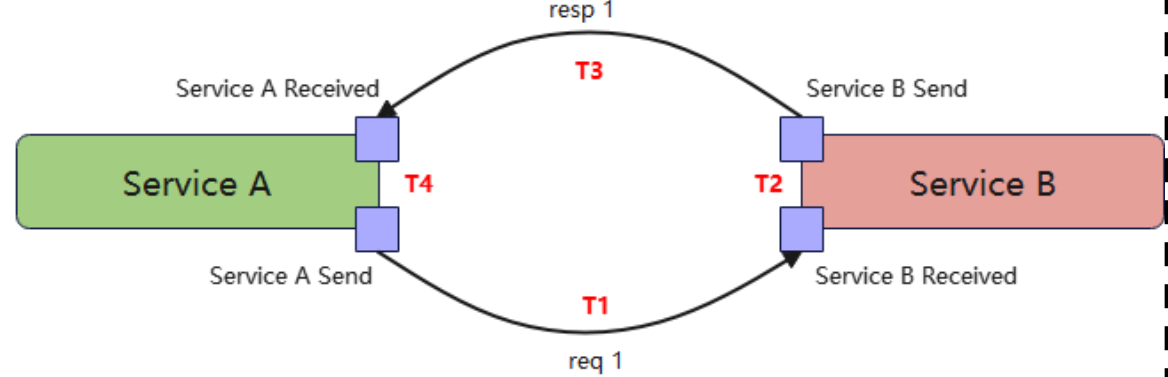 resp 1
T3
Service A Received
Service B Send
Service A
T4
T2
Service B
Service A Send
Service B Received
T1
req 1